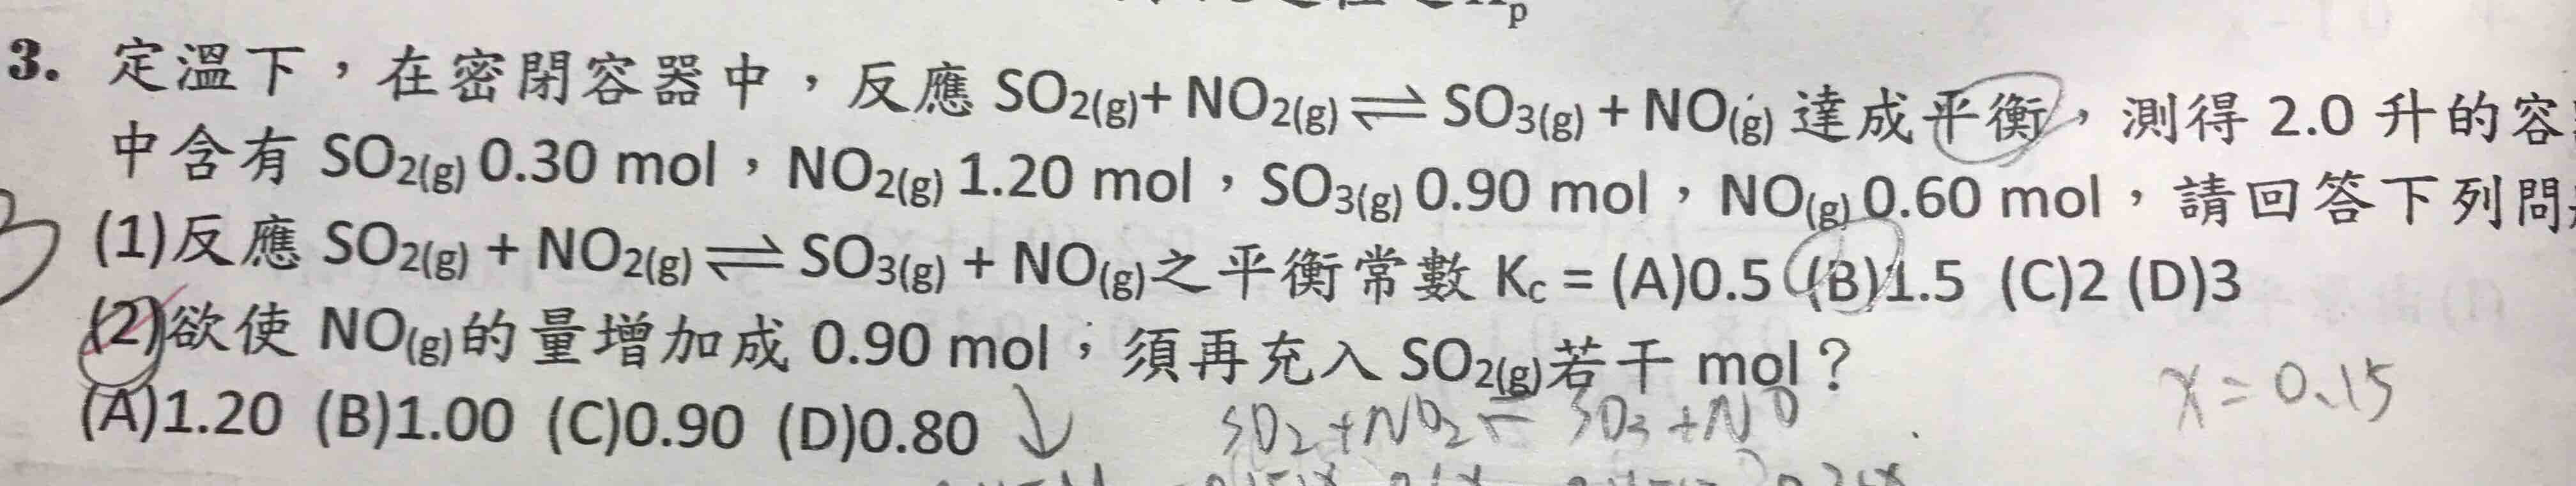 p
3. 定溫下，在密閉容器中，反應 SO2(g)+ NO2(g)⇌SO3(g) + NO(g) 達成平衡，測得 2.0 升的容
中含有 SO2(g) 0.30 mol，NO2(g) 1.20 mol，SO3(g) 0.90 mol，NO(g) 0.60 mol，請回答下列問
(1)反應 SO2(g) + NO2(g)⇌SO3(g) + NO(g)之平衡常數 Kc = (A)0.5 (B)1.5 (C)2 (D)3
(2)欲使 NO(g)的量增加成 0.90 mol，須再充入 SO2(g)若干 mol？
x = 0.15
(A)1.20 (B)1.00 (C)0.90 (D)0.80
SO2+NO2 = SO3+NO